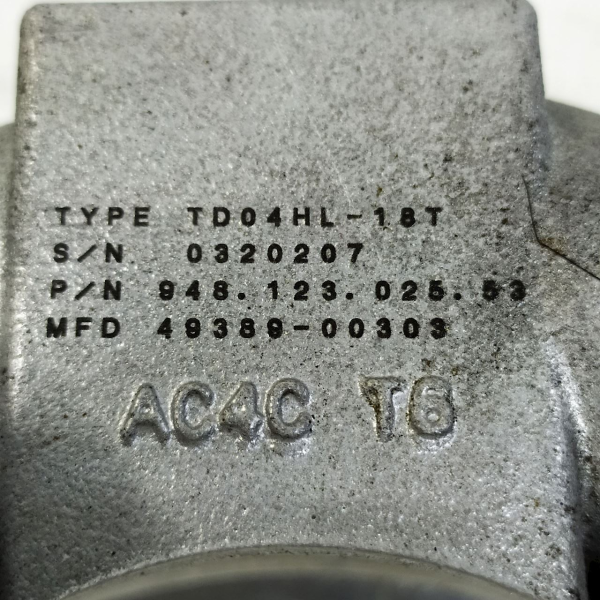 TYPE TD04HL-18T
S/N 0320207
P/N 948.123.025.53
MFD 49389-00303
AC4C T6